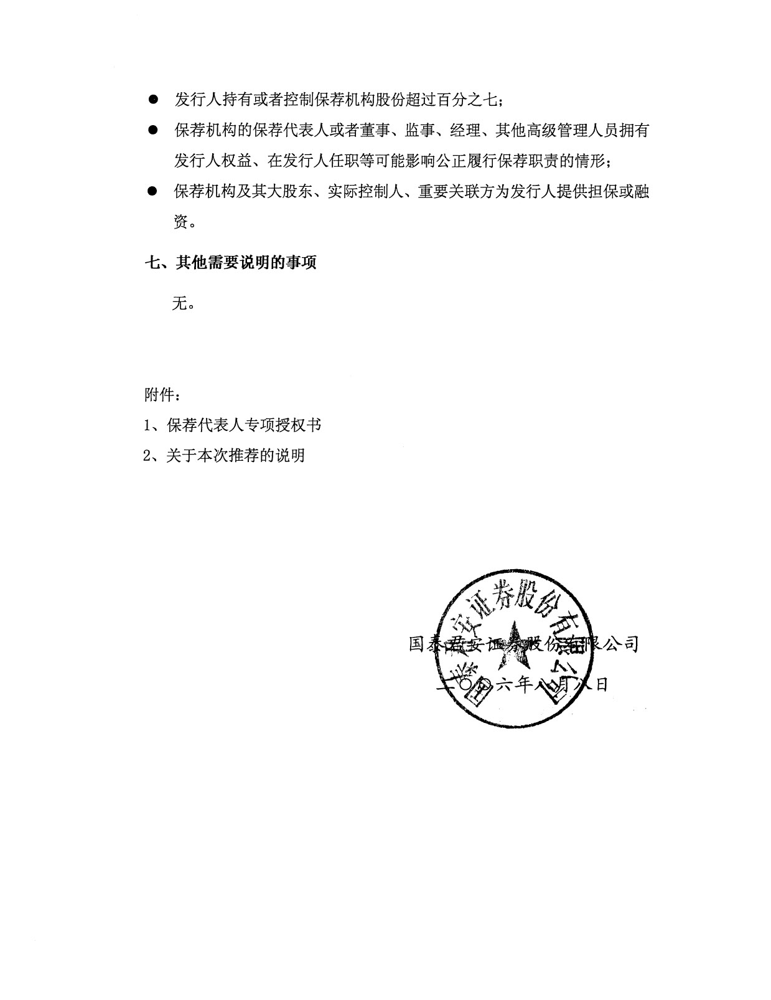 ● 发行人持有或者控制保荐机构股份超过百分之七；
● 保荐机构的保荐代表人或者董事、监事、经理、其他高级管理人员拥有
发行人权益、在发行人任职等可能影响公正履行保荐职责的情形；
● 保荐机构及其大股东、实际控制人、重要关联方为发行人提供担保或融
资。
七、其他需要说明的事项
无。
附件：
1、保荐代表人专项授权书
2、关于本次推荐的说明
国泰君安证券股份有限公司
国泰君安证券股份有限公司
二〇〇六年八月八日